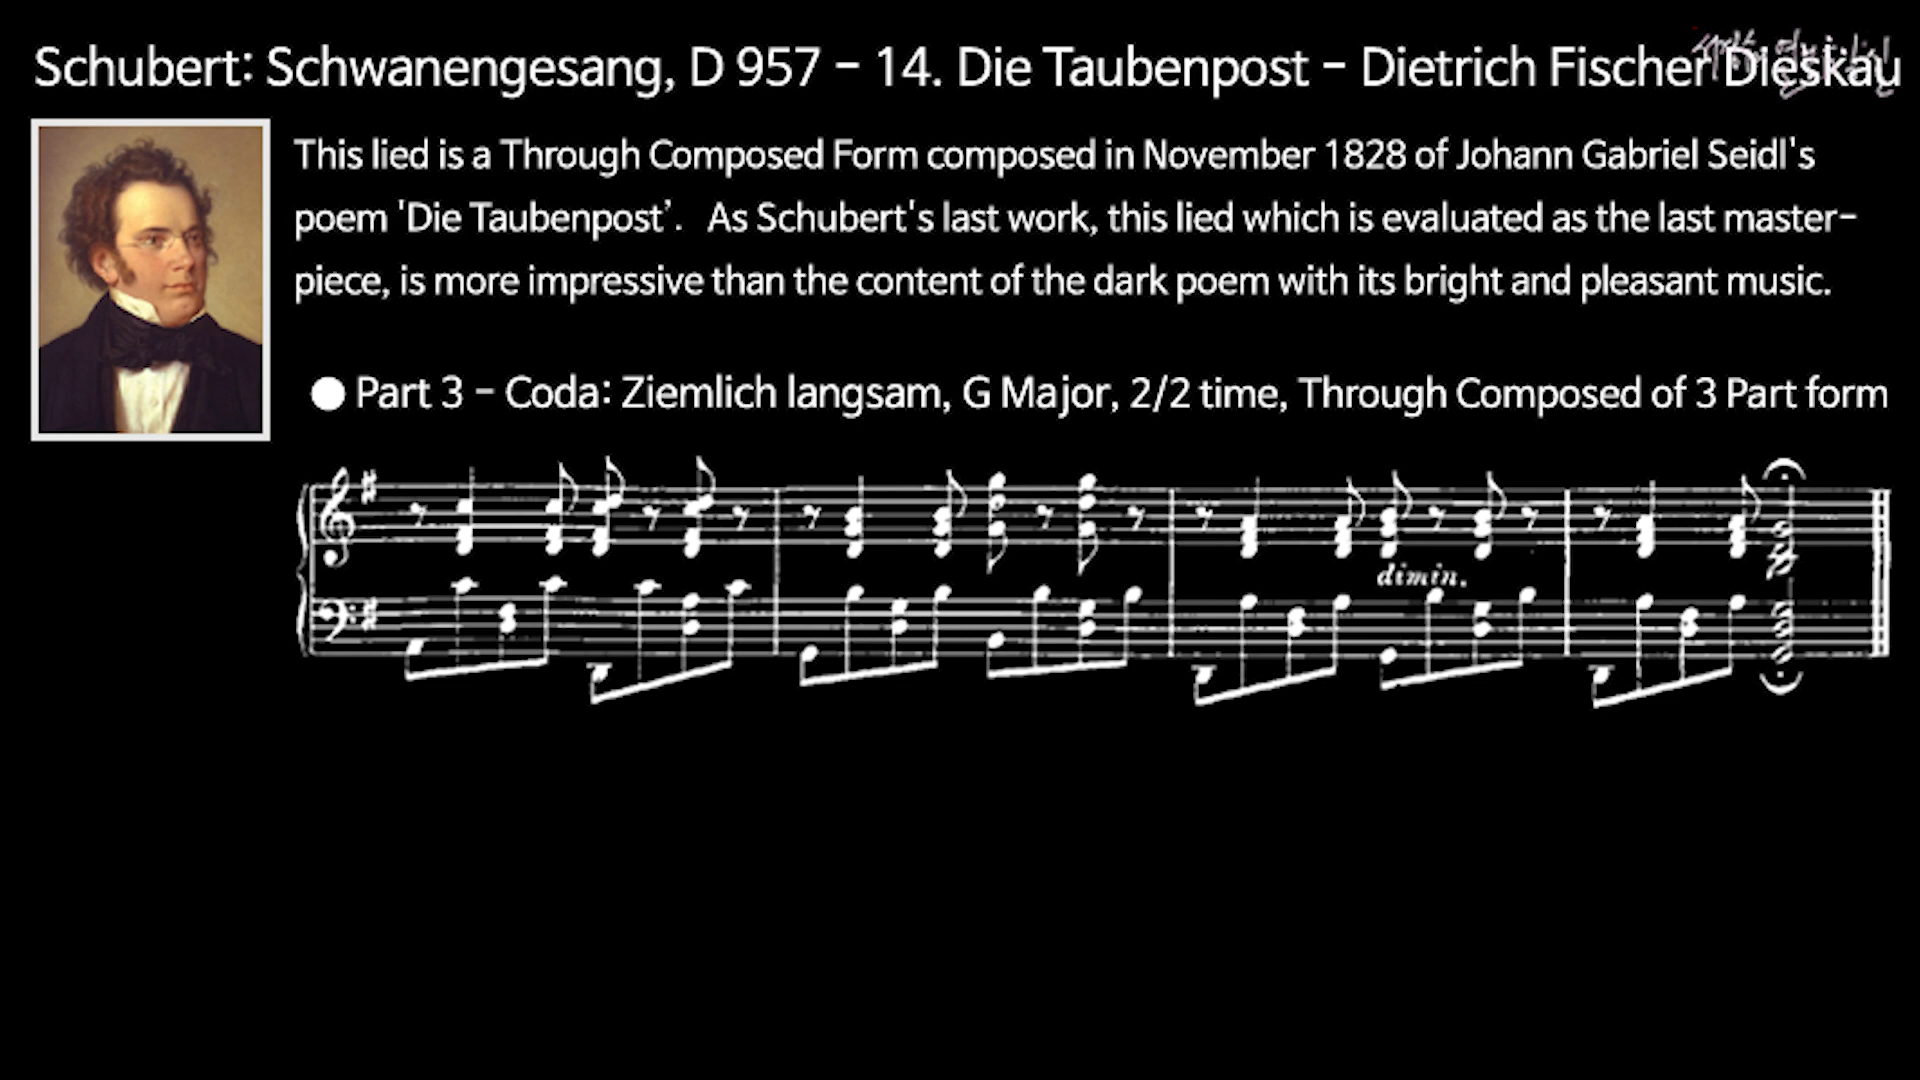 Schubert: Schwanengesang, D 957 - 14. Die Taubenpost - Dietrich Fischer Dieskau
This lied is a Through Composed Form composed in November 1828 of Johann Gabriel Seidl's
poem 'Die Taubenpost’. As Schubert's last work, this lied which is evaluated as the last master-
piece, is more impressive than the content of the dark poem with its bright and pleasant music.
● Part 3 - Coda: Ziemlich langsam, G Major, 2/2 time, Through Composed of 3 Part form
dimin.